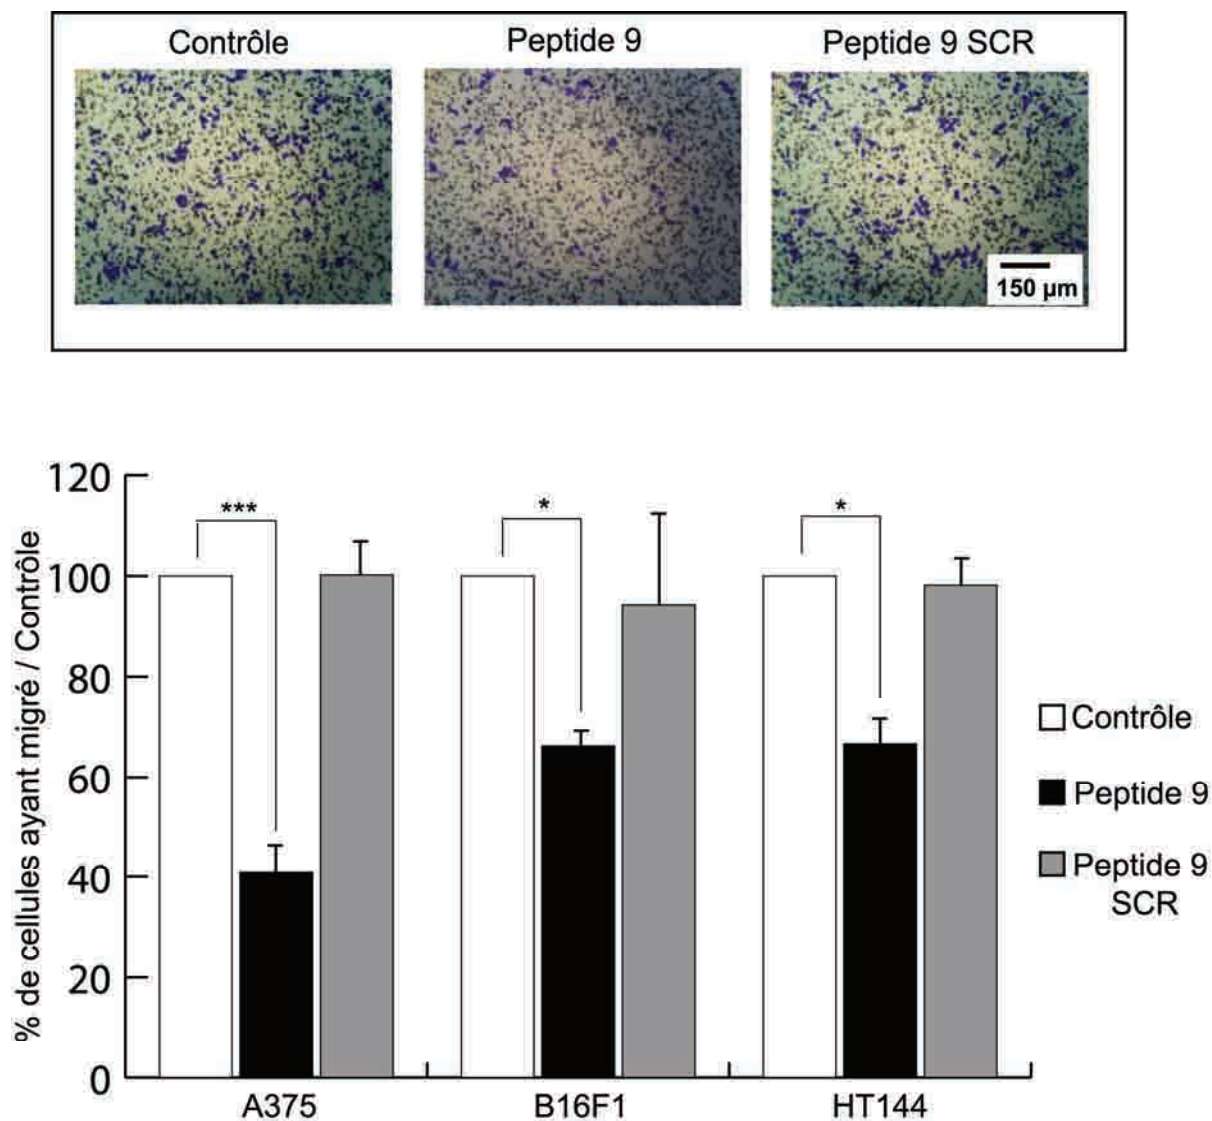 Contrôle
Peptide 9
Peptide 9 SCR
150 µm
% de cellules ayant migré / Contrôle
120
100
80
60
40
20
0
***
*
*
A375
B16F1
HT144
Contrôle
Peptide 9
Peptide 9
SCR